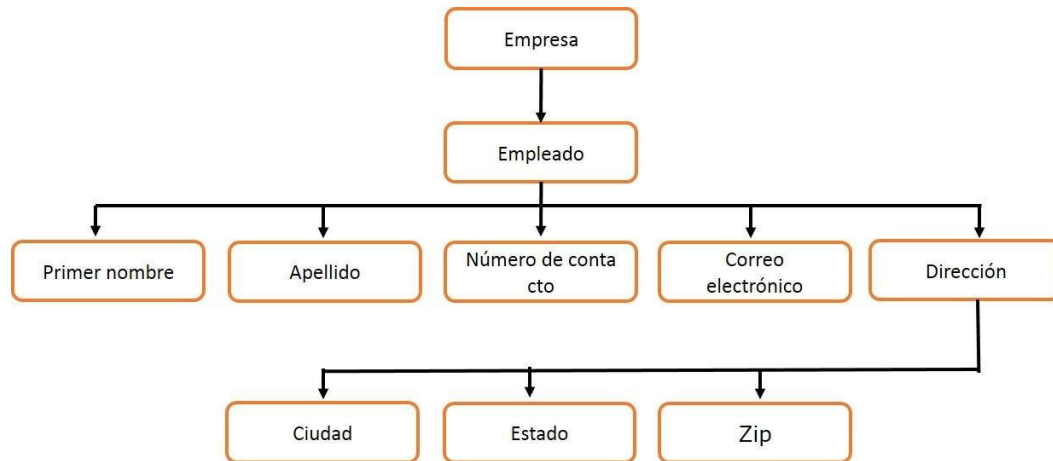 Empresa
Empleado
Primer nombre
Apellido
Número de conta
cto
Correo
electrónico
Dirección
Ciudad
Estado
Zip